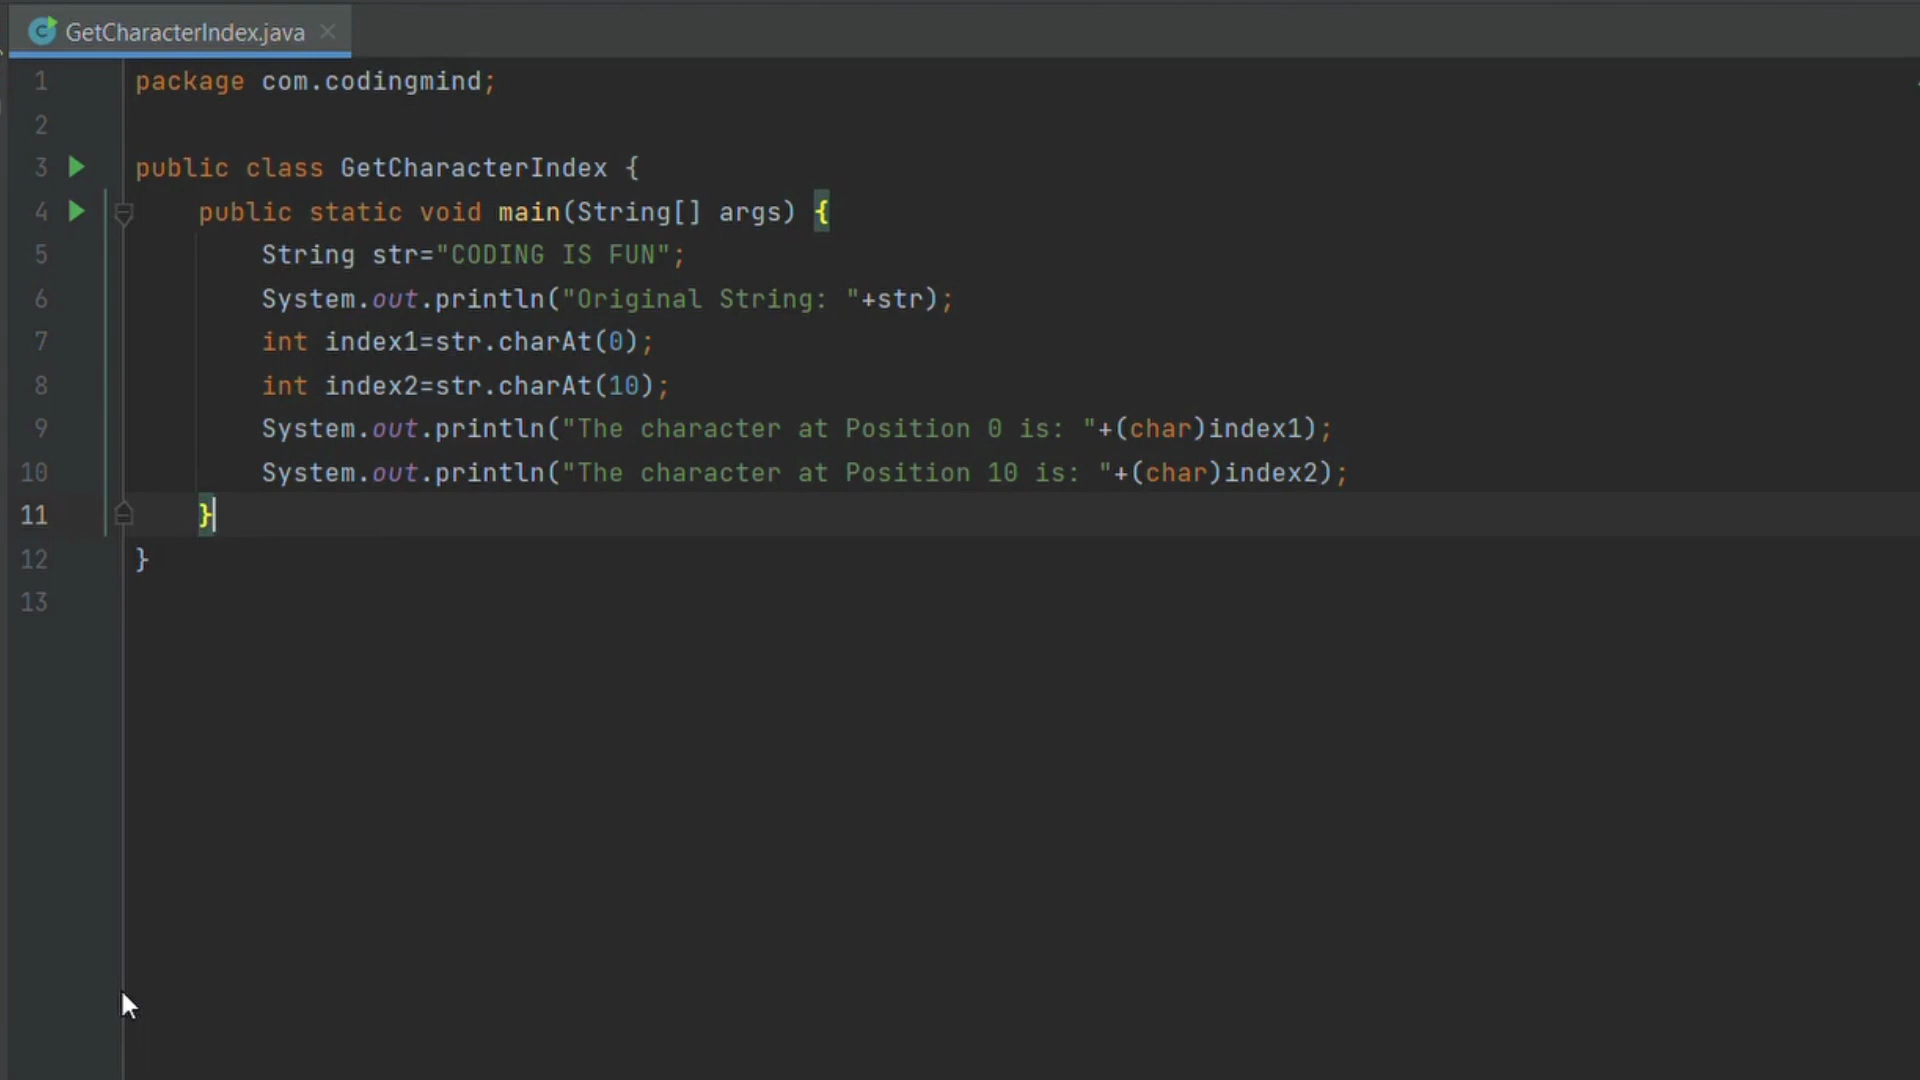 GetCharacterIndex.java
1 package com.codingmind;
2
3 public class GetCharacterIndex {
4 public static void main(String[] args) {
5 String str="CODING IS FUN";
6 System.out.println("Original String: "+str);
7 int index1=str.charAt(0);
8 int index2=str.charAt(10);
9 System.out.println("The character at Position 0 is: "+(char)index1);
10 System.out.println("The character at Position 10 is: "+(char)index2);
11 }
12 }
13